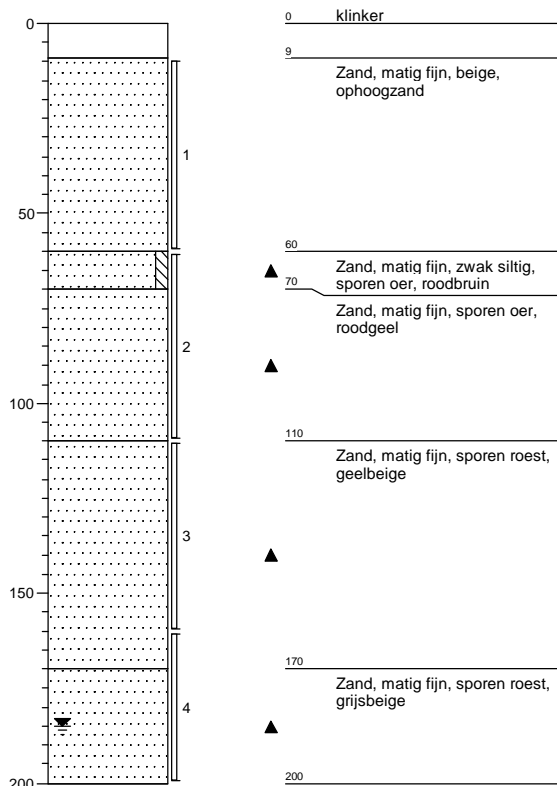 0
50
100
150
200
1
2
3
4
0
klinker
9
Zand, matig fijn, beige,
ophoogzand
60
Zand, matig fijn, zwak siltig,
sporen oer, roodbruin
70
Zand, matig fijn, sporen oer,
roodgeel
110
Zand, matig fijn, sporen roest,
geelbeige
170
Zand, matig fijn, sporen roest,
grijsbeige
200